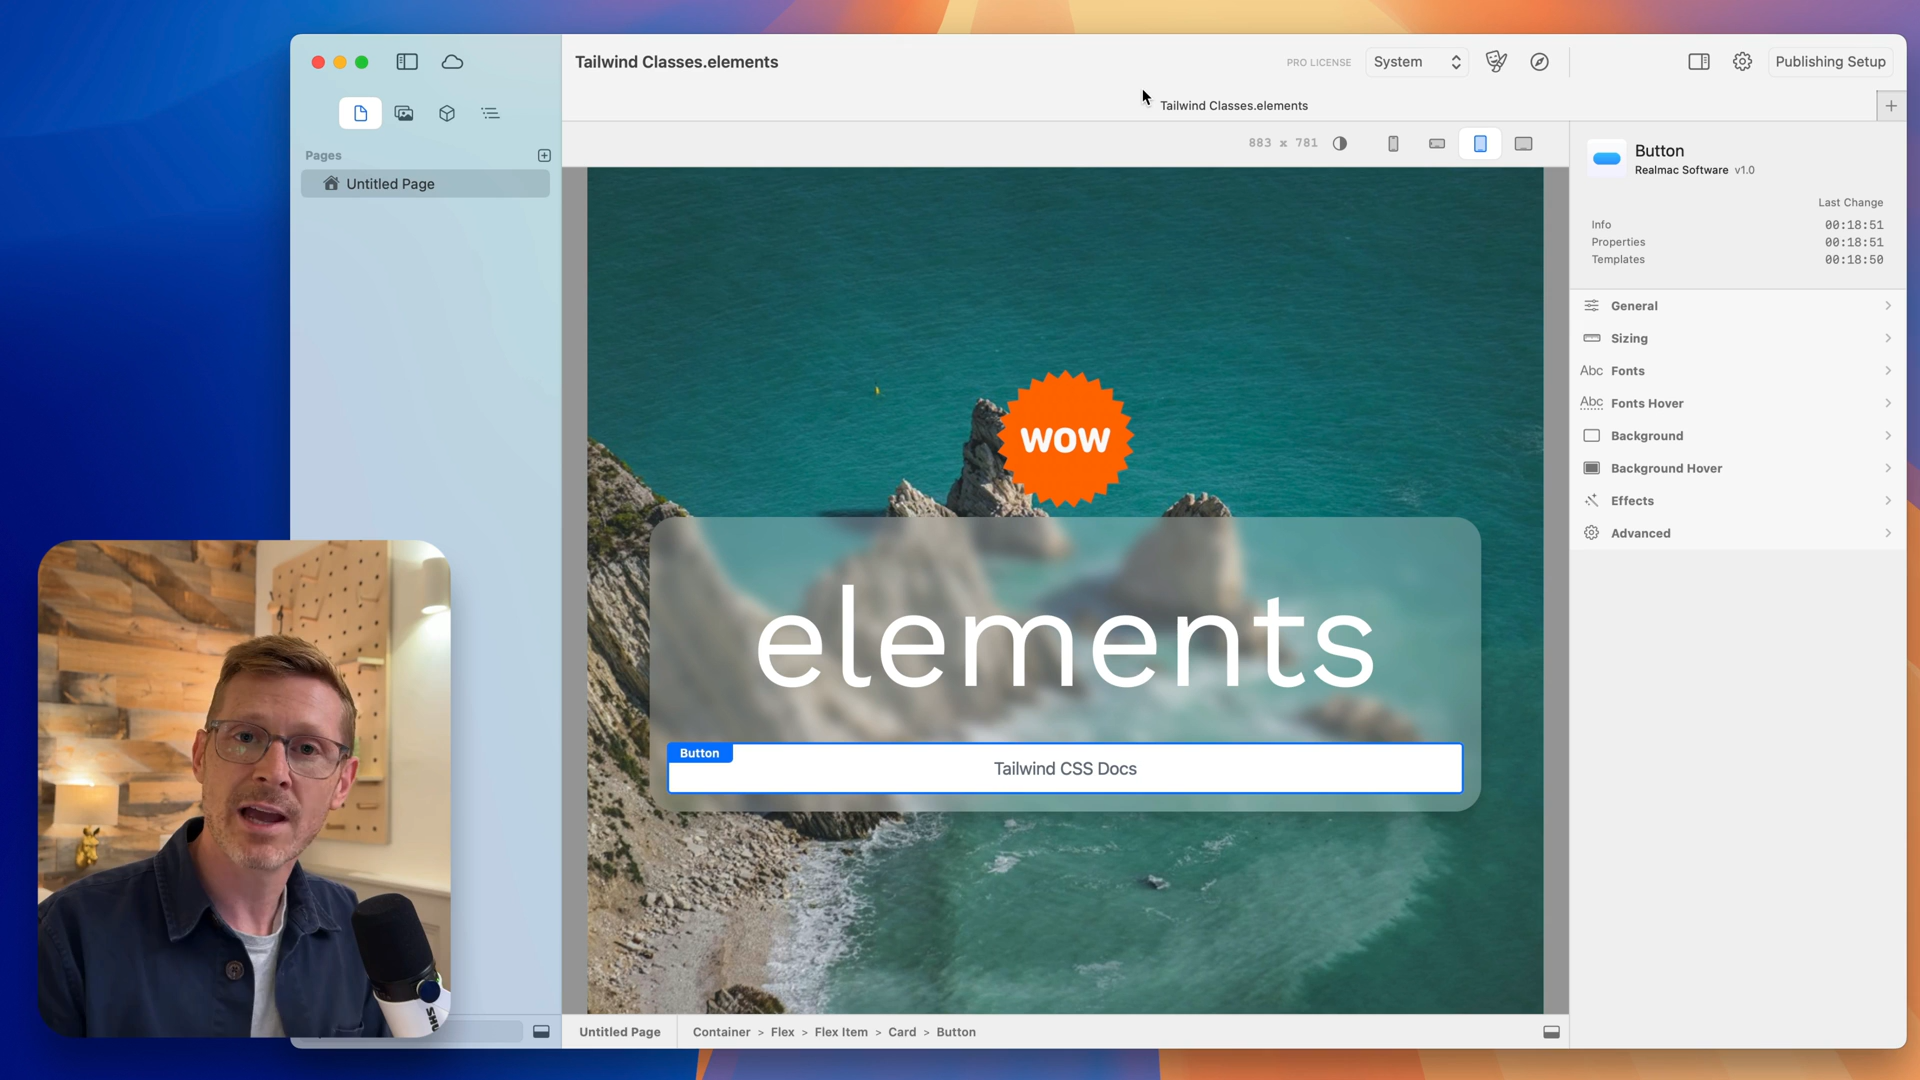 Tailwind Classes.elements
PRO LICENSE
System
Publishing Setup
Tailwind Classes.elements
Pages
Untitled Page
883 x 781
Button
Realmac Software v1.0
Last Change
Info 00:18:51
Properties 00:18:51
Templates 00:18:50
General
Sizing
Abc Fonts
Abc Fonts Hover
Background
Background Hover
Effects
Advanced
WOW
elements
Button
Tailwind CSS Docs
SHU
Untitled Page
Container > Flex > Flex Item > Card > Button